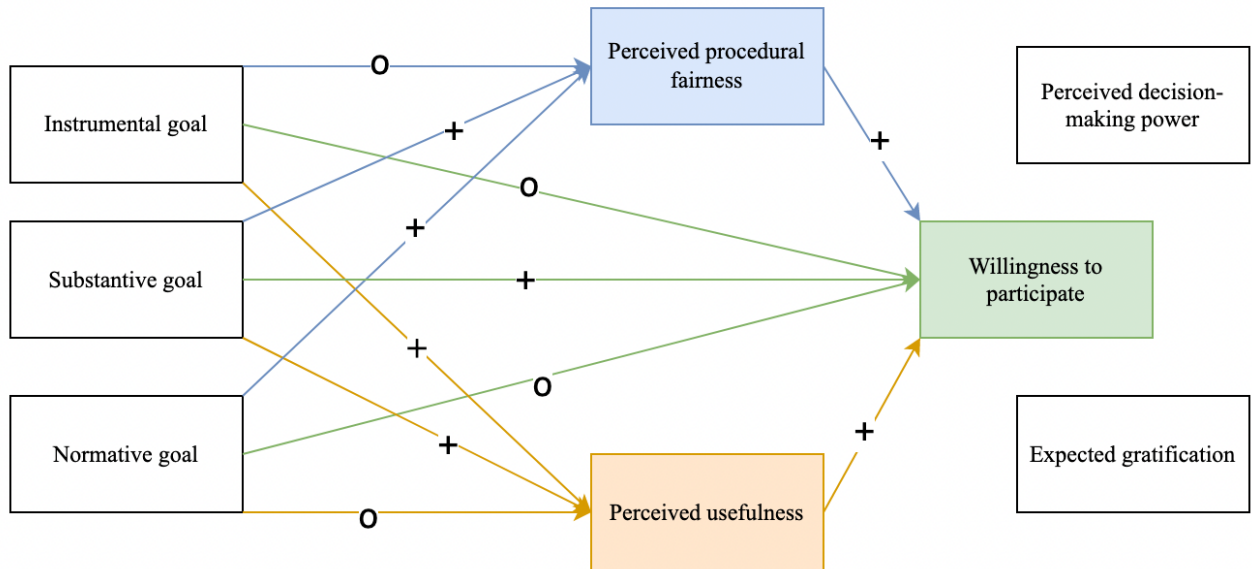 Perceived procedural
fairness
Perceived decision-
making power
o
Instrumental goal
+
+
o
+
Substantive goal
+
Willingness to
participate
+
o
+
+
Normative goal
Expected gratification
o
Perceived usefulness